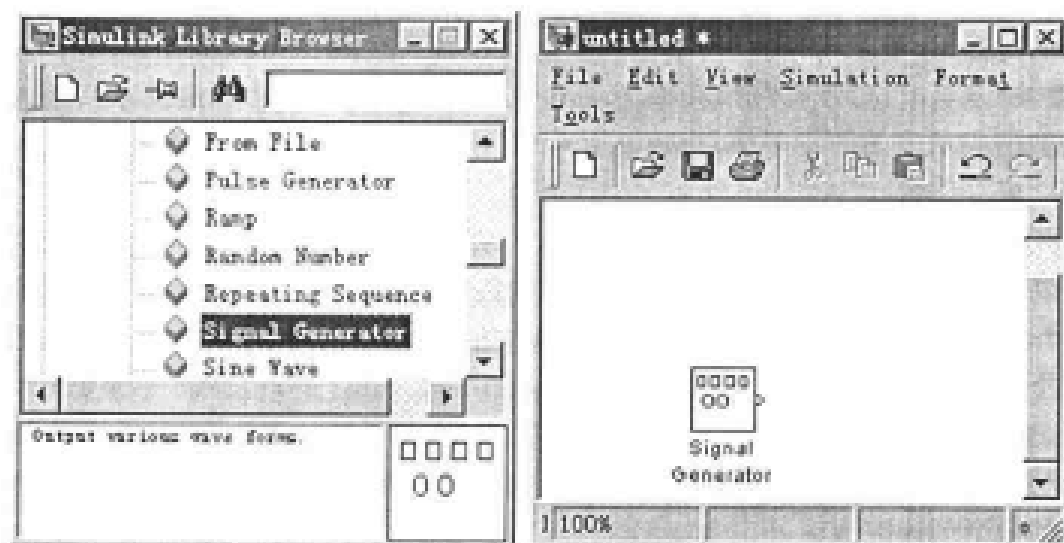 Simulink Library Browser
From File
Pulse Generator
Ramp
Random Number
Repeating Sequence
Signal Generator
Sine Wave
Output various wave forms.
untitled *
File Edit View Simulation Format
Tools
Signal
Generator
100%